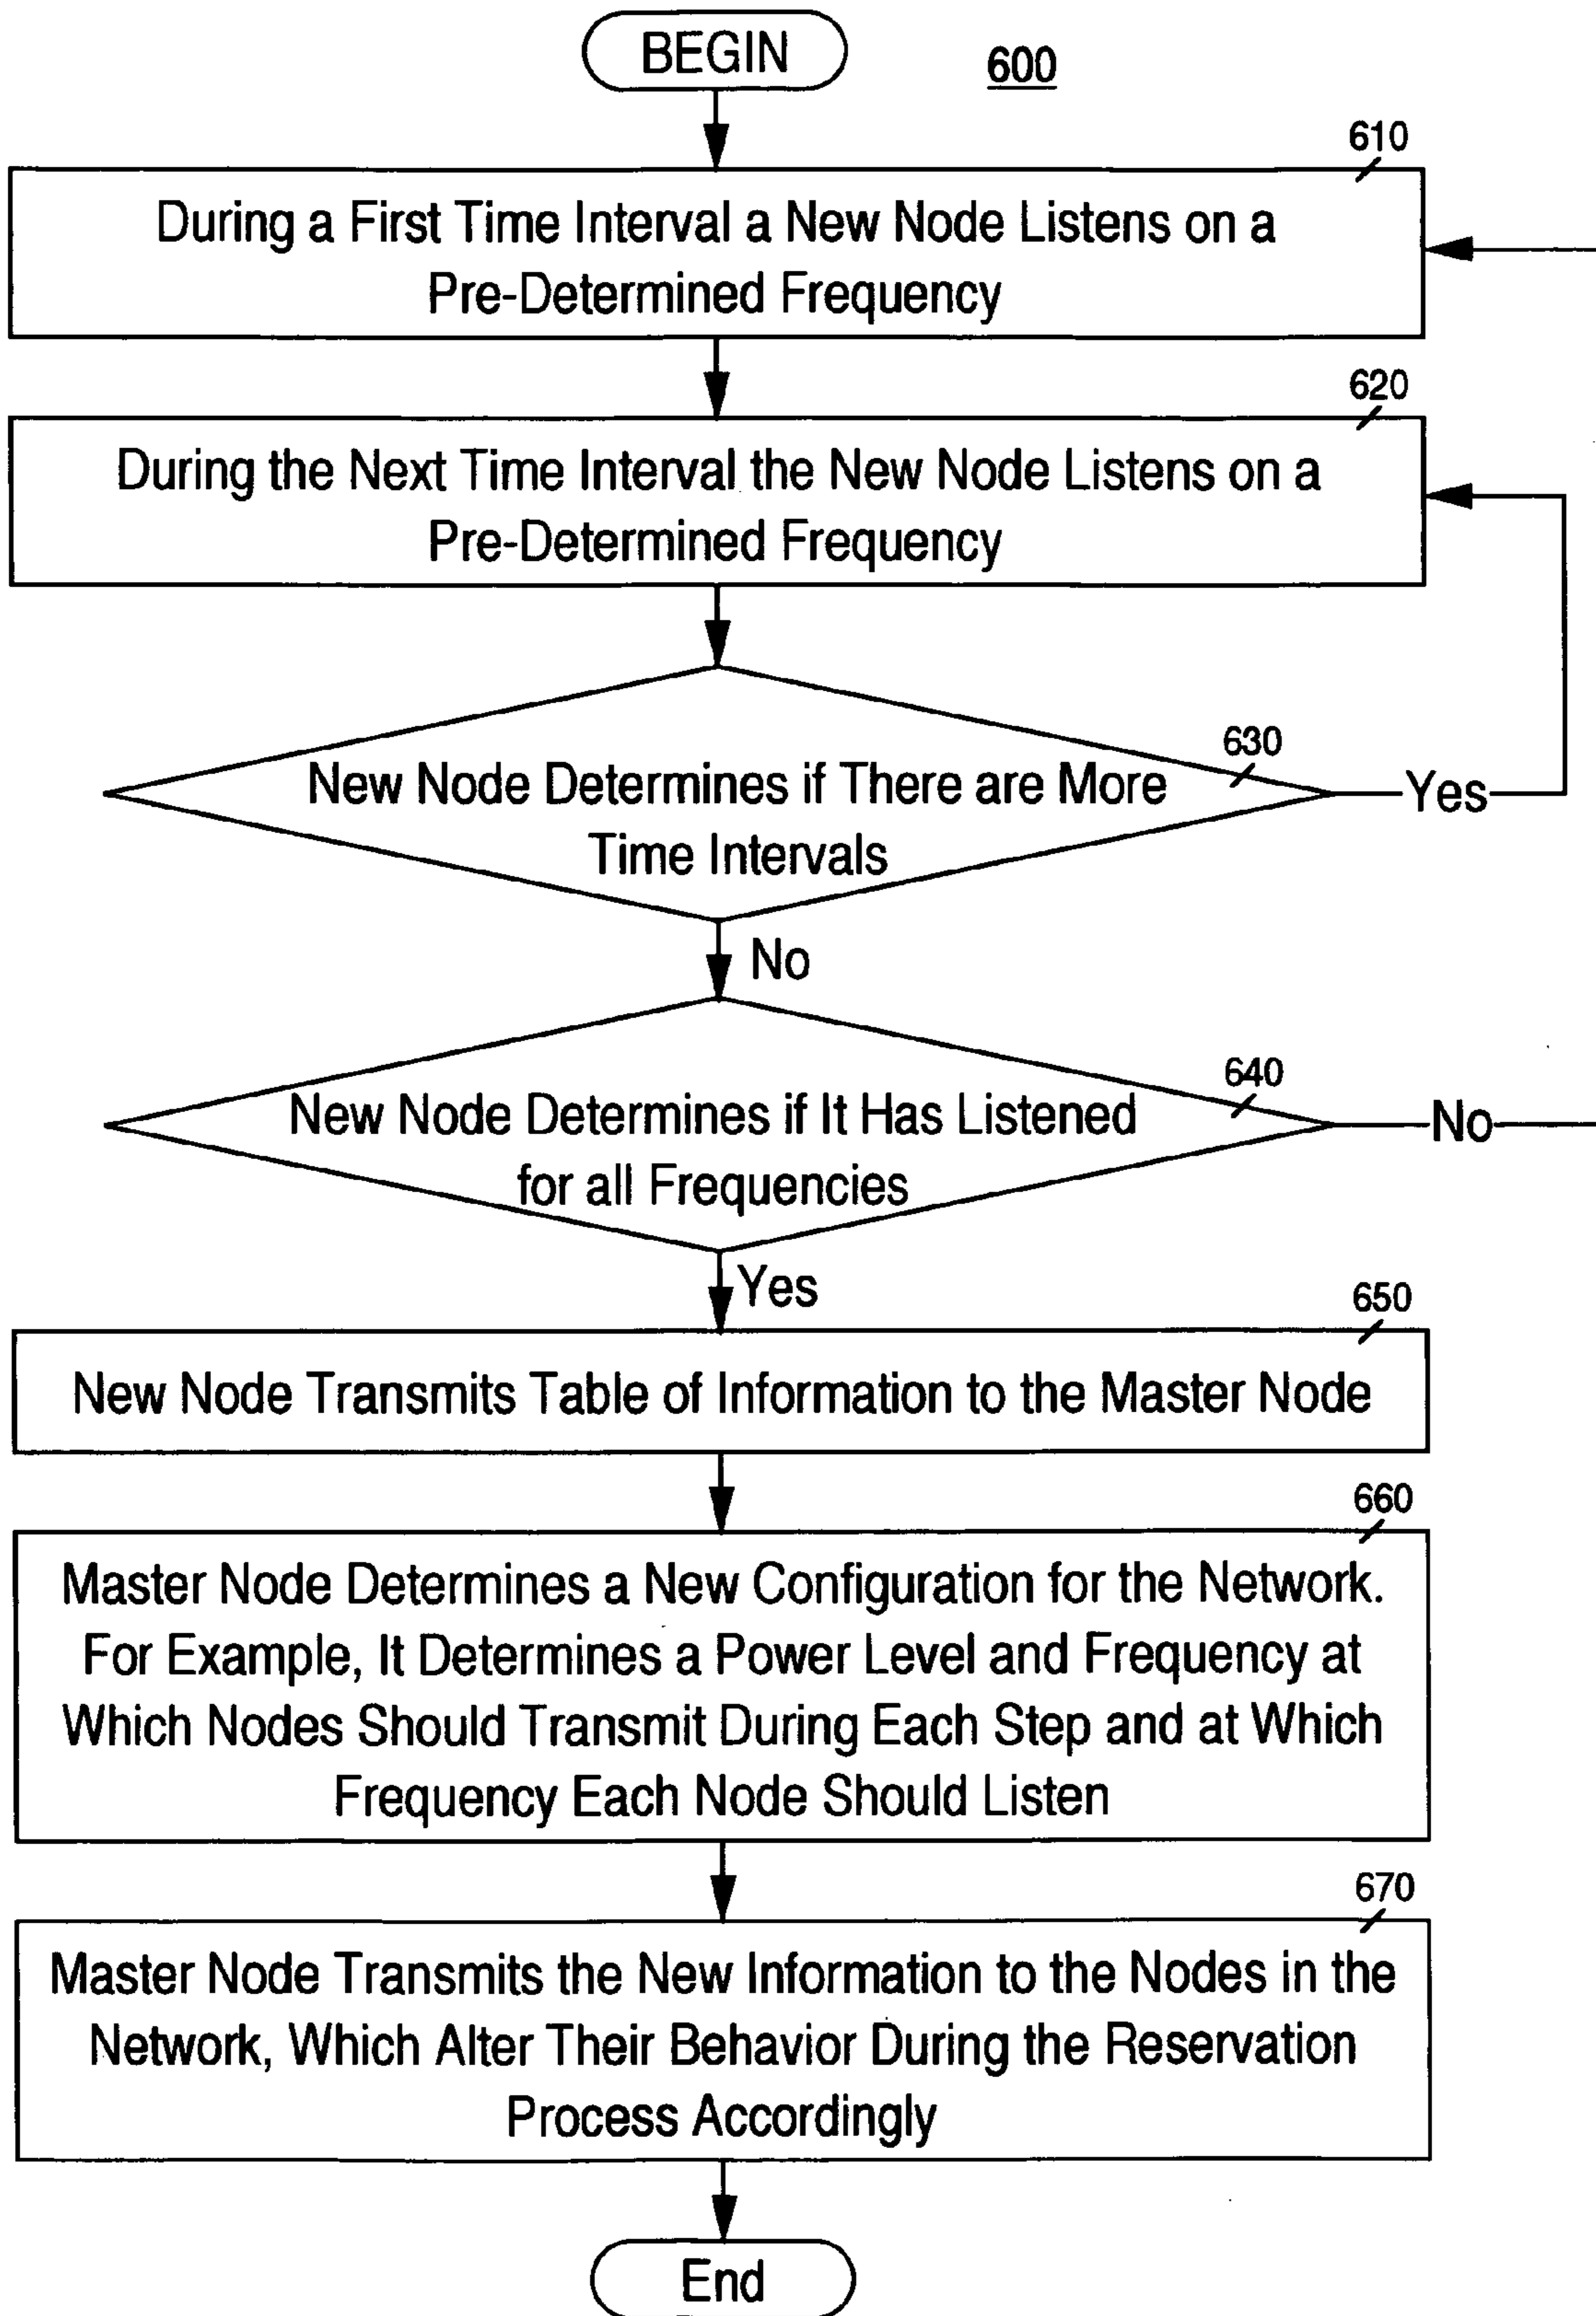 BEGIN
600
610
During a First Time Interval a New Node Listens on a
Pre-Determined Frequency
620
During the Next Time Interval the New Node Listens on a
Pre-Determined Frequency
630
New Node Determines if There are More
Time Intervals
Yes
No
640
New Node Determines if It Has Listened
for all Frequencies
No
Yes
650
New Node Transmits Table of Information to the Master Node
660
Master Node Determines a New Configuration for the Network.
For Example, It Determines a Power Level and Frequency at
Which Nodes Should Transmit During Each Step and at Which
Frequency Each Node Should Listen
670
Master Node Transmits the New Information to the Nodes in the
Network, Which Alter Their Behavior During the Reservation
Process Accordingly
End